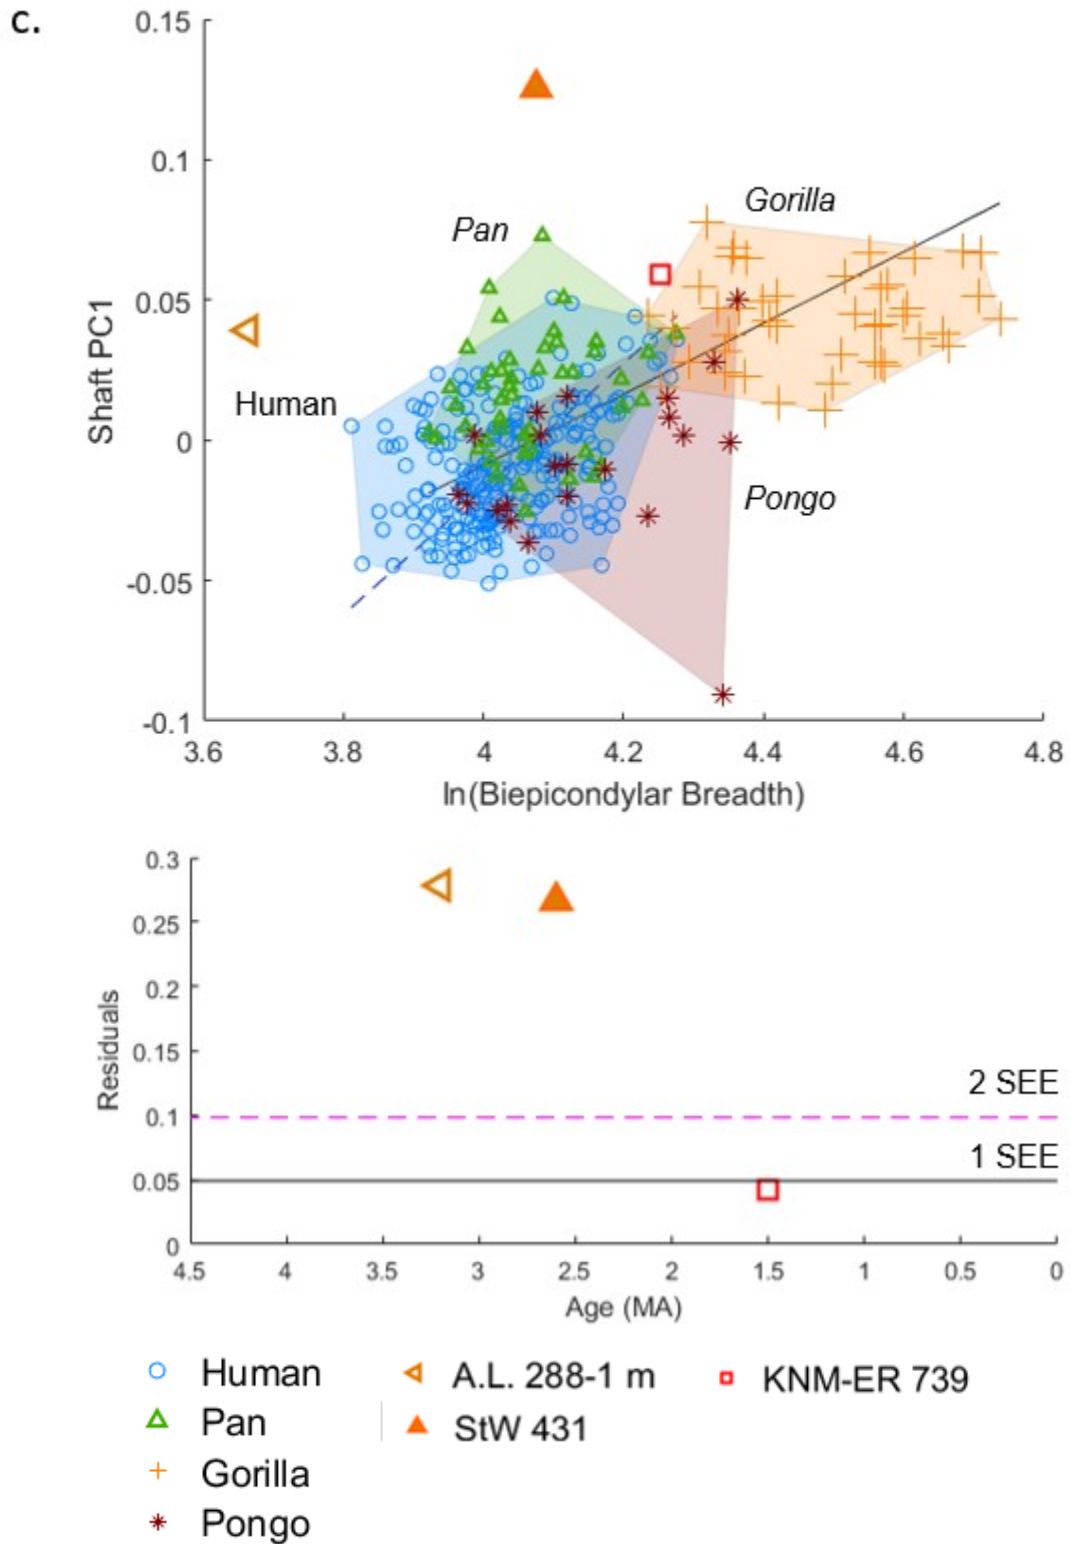 c.
0.15
0.1
0.05
0
-0.05
-0.1
Shaft PC1
Pan
Gorilla
Human
Pongo
3.6 3.8 4 4.2 4.4 4.6 4.8
ln(Biepicondylar Breadth)
0.3
0.25
0.2
0.15
0.1
0.05
0
Residuals
2 SEE
1 SEE
4.5 4 3.5 3 2.5 2 1.5 1 0.5 0
Age (MA)
Human A.L. 288-1 m KNM-ER 739
Pan StW 431
Gorilla
Pongo